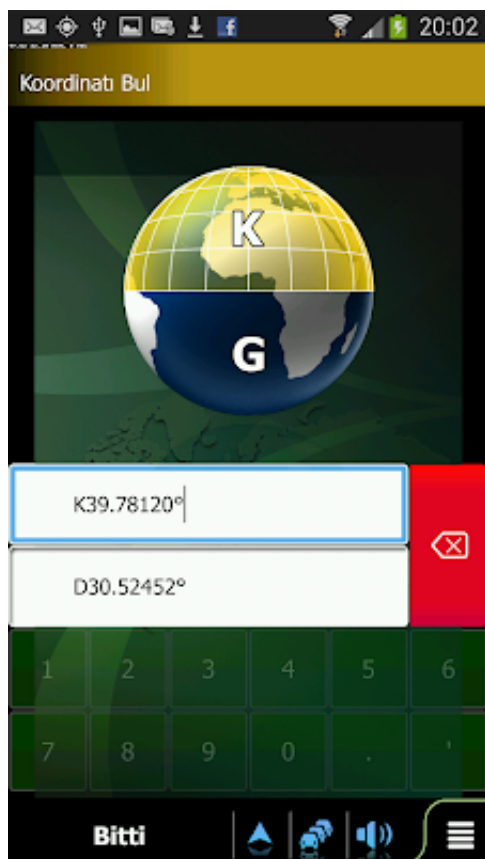 20:02
Koordinatı Bul
K
G
K39.78120°
D30.52452°
1 2 3 4 5 6
7 8 9 0 . '
Bitti